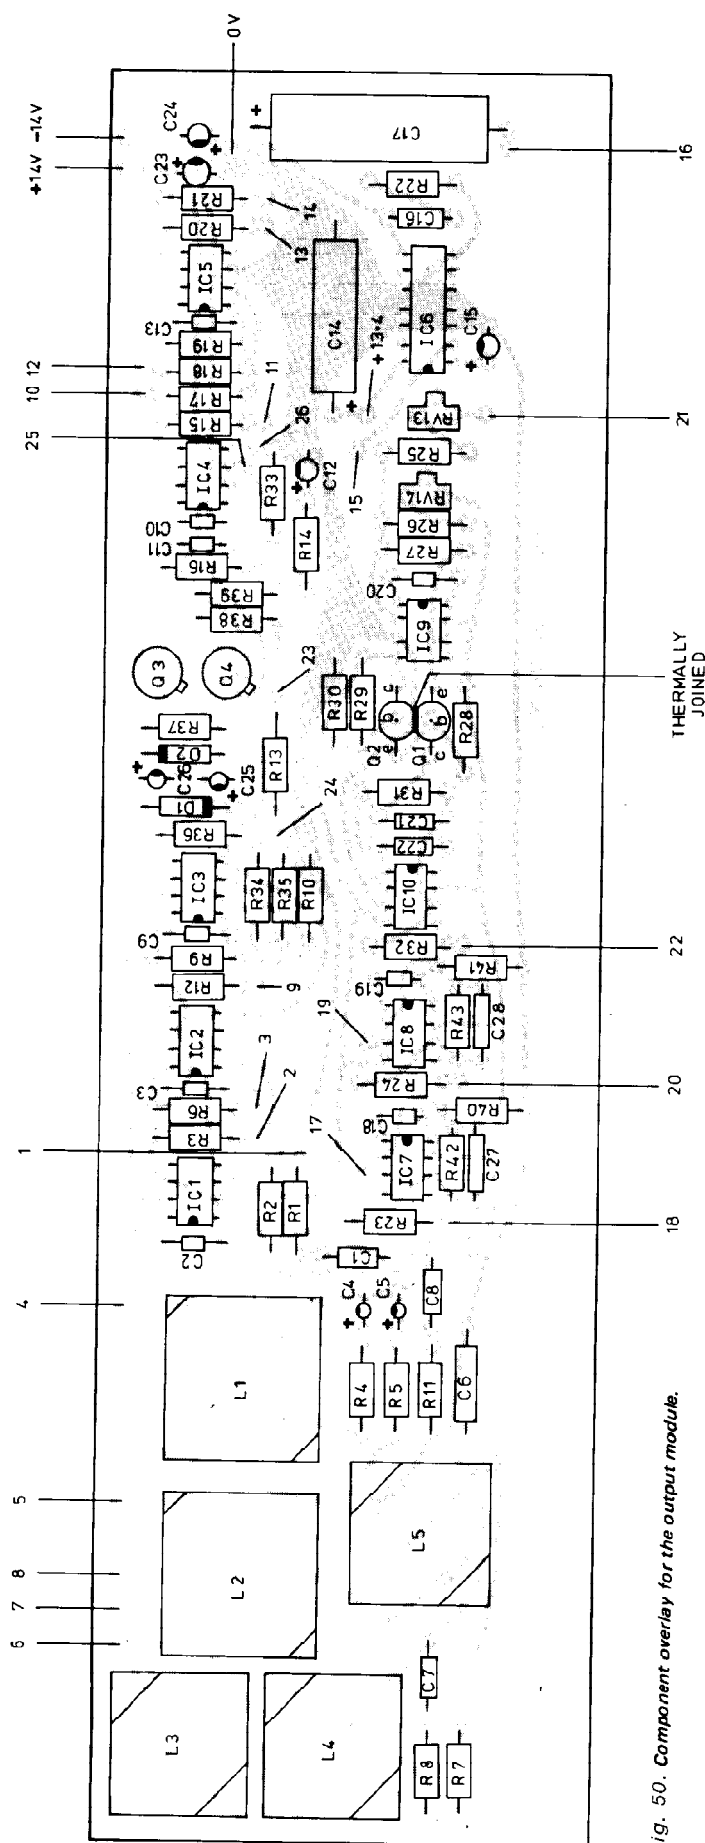 0V
-14V
+14V
C24
+
C23
+
R21
R20
IC5
C13
R19
R18
R17
R15
IC4
C10
C11
R16
R39
R38
Q3
Q4
R37
D2
C26
+
C25
+
D1
R36
IC3
C9
R9
R12
IC2
C3
R6
R3
IC1
C2
+
C17
16
R22
C16
14
13
C14
+
+13·4
IC6
C15
+
12
10
25
11
26
R33
C12
+
R14
15
RV13
21
R25
RV14
R26
R27
C20
IC9
THERMALLY
JOINED
23
R30
R29
Q2
c
b
e
Q1
e
b
c
R28
R13
24
R31
C21
C22
IC10
R34
R35
R10
R32
22
R41
C19
9
19
IC8
R43
C28
3
2
R24
20
C18
R40
17
IC7
R42
C27
1
R2
R1
R23
18
C1
4
L1
C4
+
C5
+
C8
R4
R5
R11
C6
5
8
7
6
L2
L5
L3
L4
C7
R8
R7
ig. 50. Component overlay for the output module.